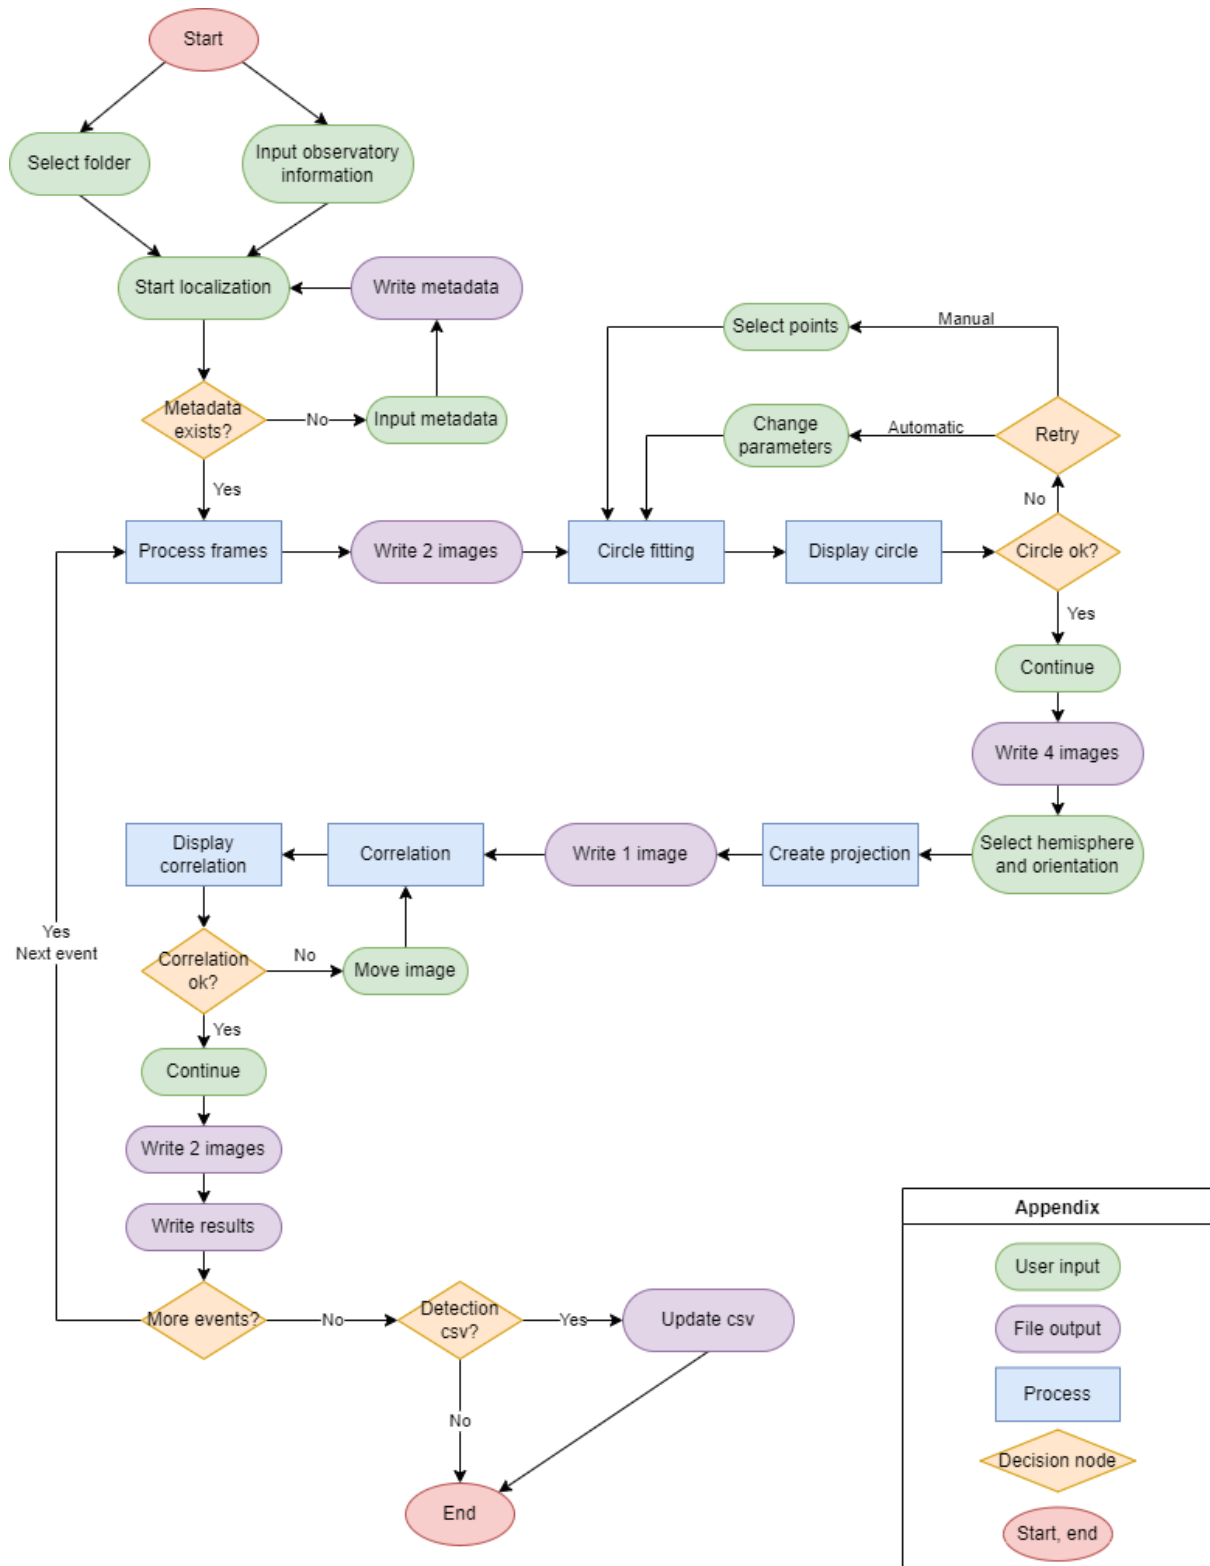 Start
Select folder
Input observatory
information
Start localization
Write metadata
Metadata
exists?
No
Input metadata
Yes
Select points
Manual
Change
parameters
Automatic
Retry
No
Process frames
Write 2 images
Circle fitting
Display circle
Circle ok?
Yes
Continue
Write 4 images
Select hemisphere
and orientation
Create projection
Write 1 image
Correlation
Display
correlation
Yes
Next event
Correlation
ok?
No
Move image
Yes
Continue
Write 2 images
Write results
More events?
No
Detection
csv?
Yes
Update csv
No
End
Appendix
User input
File output
Process
Decision node
Start, end